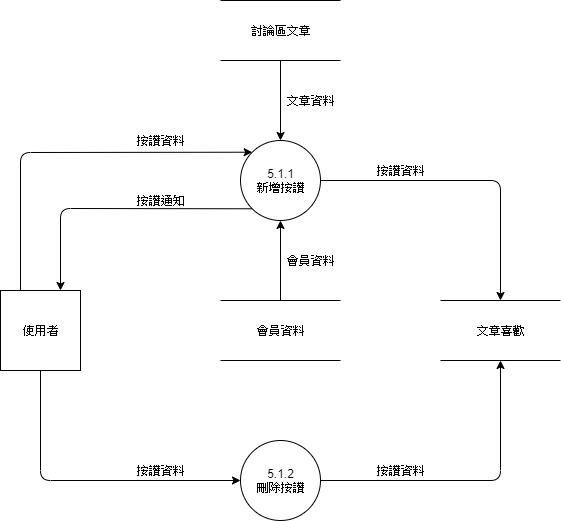 討論區文章
文章資料
按讚資料
5.1.1
新增按讚
按讚資料
按讚通知
會員資料
使用者
會員資料
文章喜歡
按讚資料
5.1.2
刪除按讚
按讚資料